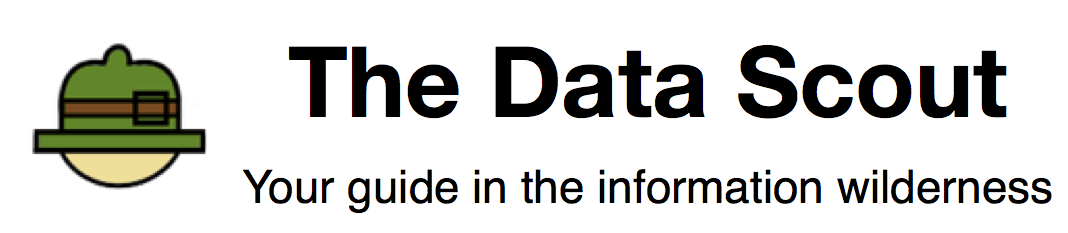 The Data Scout
Your guide in the information wilderness